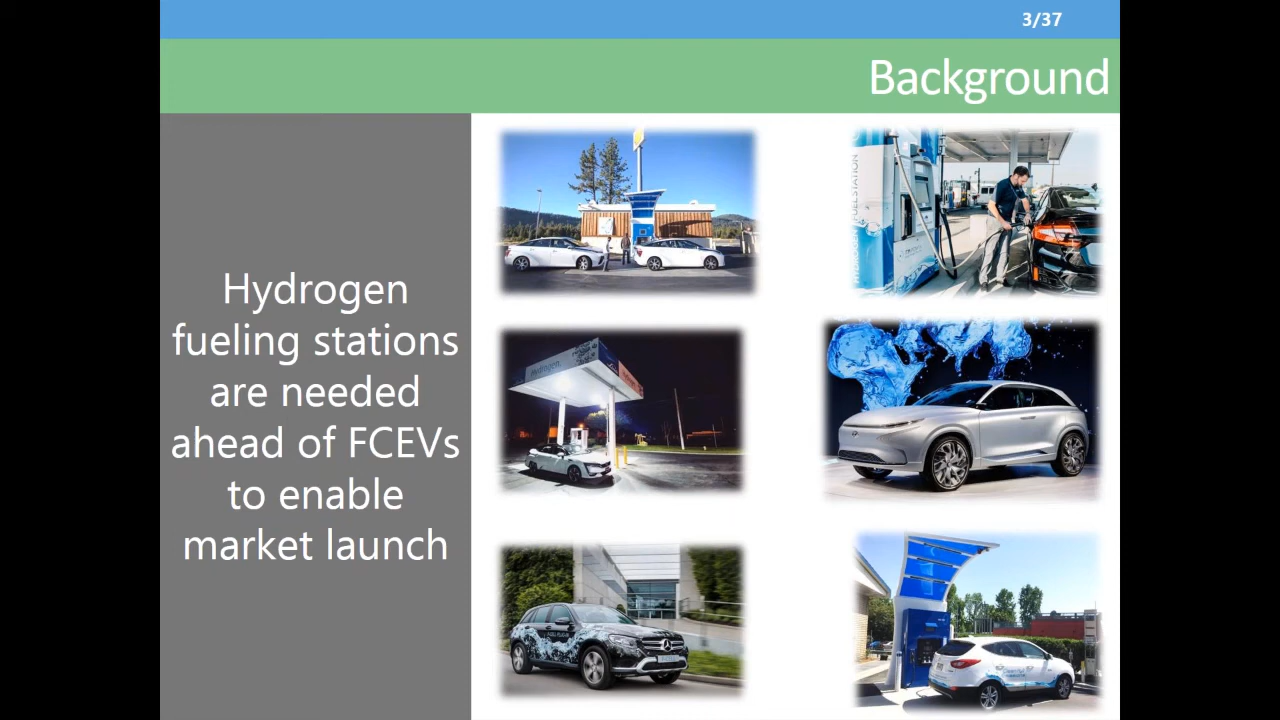 3/37
Background
Hydrogen
fueling stations
are needed
ahead of FCEVs
to enable
market launch
Hydrogen.